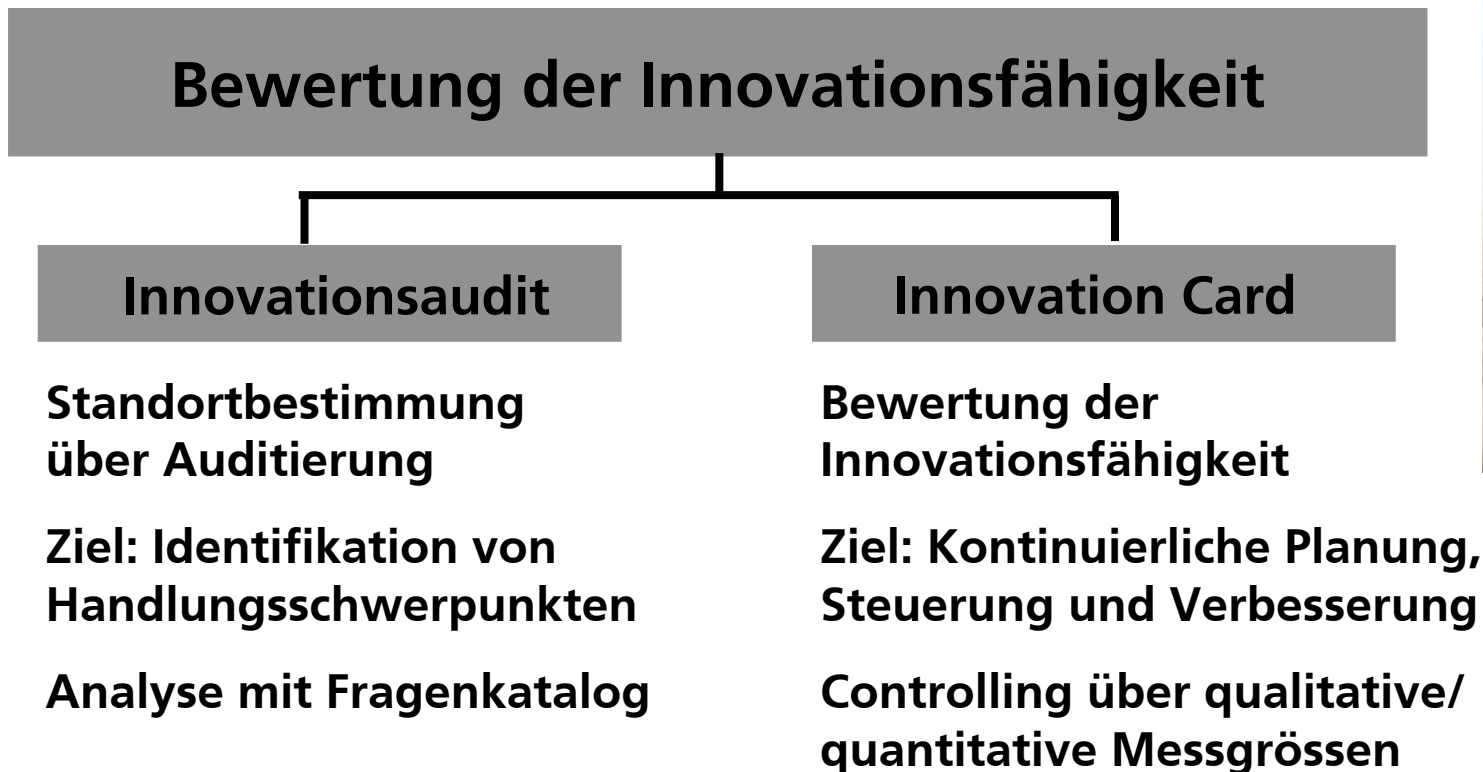 Bewertung der Innovationsfähigkeit
Innovationsaudit
Standortbestimmung
über Auditierung
Ziel: Identifikation von
Handlungsschwerpunkten
Analyse mit Fragenkatalog
Innovation Card
Bewertung der
Innovationsfähigkeit
Ziel: Kontinuierliche Planung,
Steuerung und Verbesserung
Controlling über qualitative/
quantitative Messgrössen